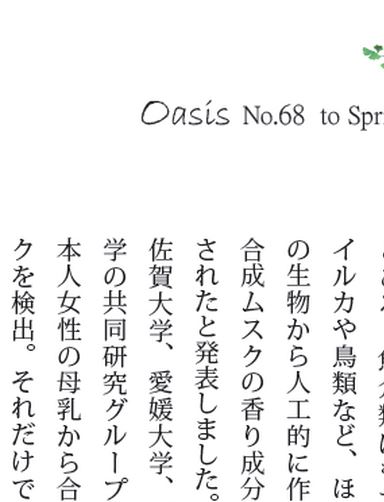 Oasis No.68 to Spri
イルカや鳥類など、ほ
の生物から人工的に作
合成ムスクの香り成分
されたと発表しました。
佐賀大学、愛媛大学、
学の共同研究グループ
本人女性の母乳から合
クを検出。それだけで